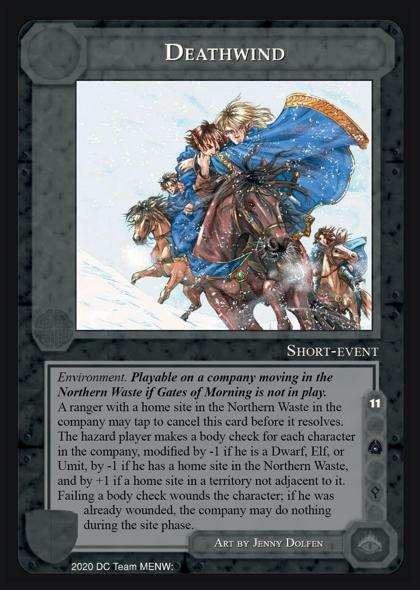 DEATHWIND
SHORT-EVENT
Environment. Playable on a company moving in the
Northern Waste if Gates of Morning is not in play.
A ranger with a home site in the Northern Waste in the
company may tap to cancel this card before it resolves.
The hazard player makes a body check for each character
in the company, modified by -1 if he is a Dwarf, Elf, or
Umit, by -1 if he has a home site in the Northern Waste,
and by +1 if a home site in a territory not adjacent to it.
Failing a body check wounds the character; if he was
already wounded, the company may do nothing
during the site phase.
11
ART BY JENNY DOLFEN
2020 DC Team MENW: